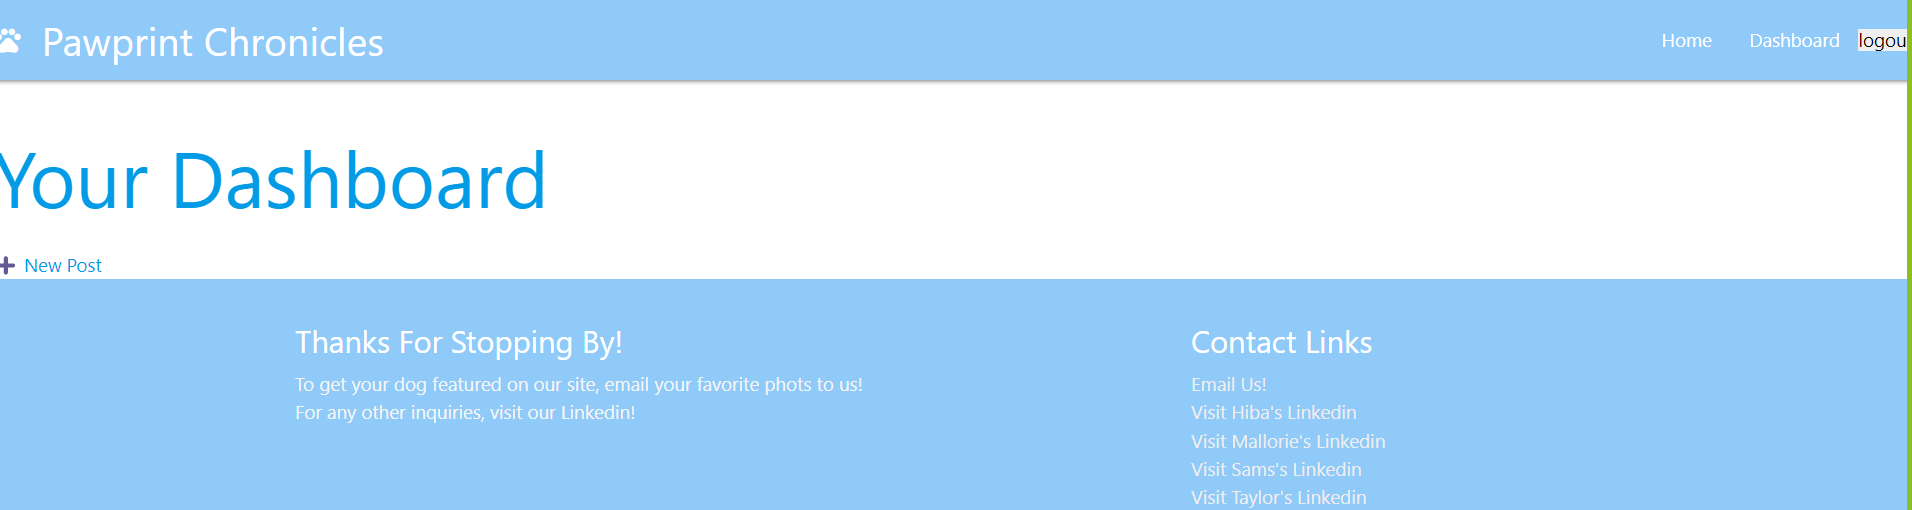 Pawprint Chronicles
Home
Dashboard
logou
Your Dashboard
New Post
Thanks For Stopping By!
To get your dog featured on our site, email your favorite phots to us!
For any other inquiries, visit our Linkedin!
Contact Links
Email Us!
Visit Hiba's Linkedin
Visit Mallorie's Linkedin
Visit Sams's Linkedin
Visit Taylor's Linkedin